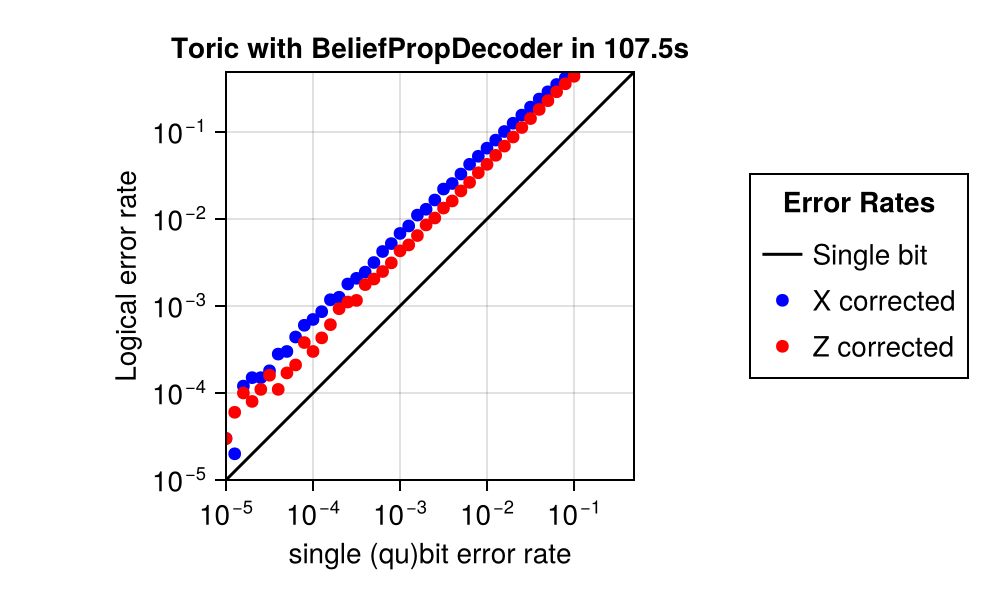 Toric with BeliefPropDecoder in 107.5s
Logical error rate
10⁻¹
10⁻²
10⁻³
10⁻⁴
10⁻⁵
10⁻⁵ 10⁻⁴ 10⁻³ 10⁻² 10⁻¹
single (qu)bit error rate
Error Rates
Single bit
X corrected
Z corrected